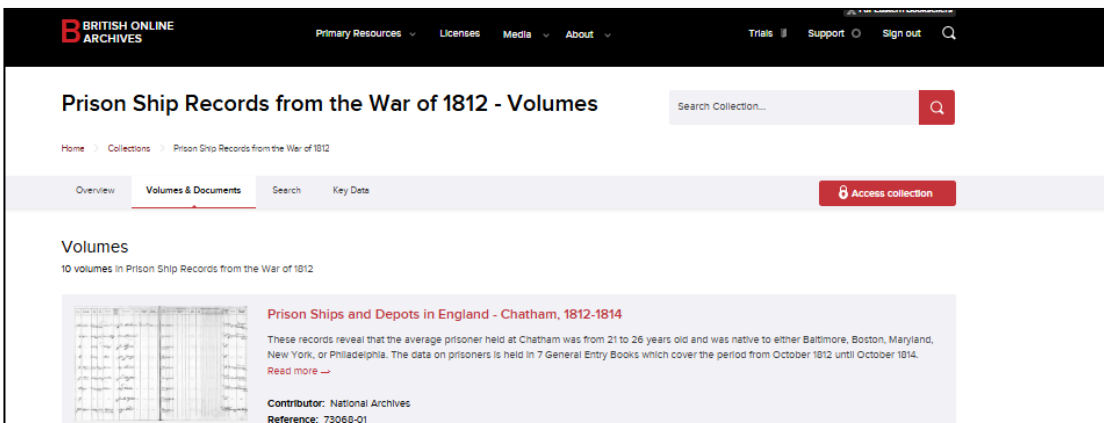 For Eastern Booksellers
BRITISH ONLINE
ARCHIVES
Primary Resources
Licenses
Media
About
Trials
Support
Sign out
Prison Ship Records from the War of 1812 - Volumes
Search Collection...
Home > Collections > Prison Ship Records from the War of 1812
Overview
Volumes & Documents
Search
Key Data
Access collection
Volumes
10 volumes in Prison Ship Records from the War of 1812
Prison Ships and Depots in England - Chatham, 1812-1814
These records reveal that the average prisoner held at Chatham was from 21 to 26 years old and was native to either Baltimore, Boston, Maryland,
New York, or Philadelphia. The data on prisoners is held in 7 General Entry Books which cover the period from October 1812 until October 1814.
Read more →
Contributor: National Archives
Reference: 73068-01